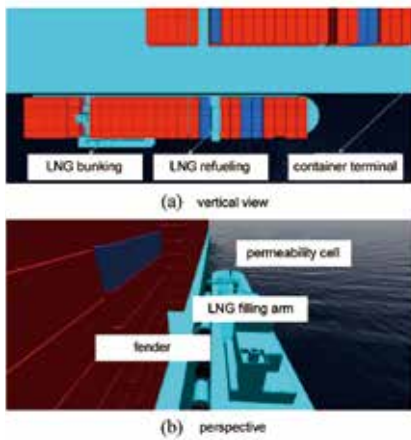 LNG bunking
LNG refueling
container terminal
(a) vertical view
permeability cell
LNG filling arm
fender
(b) perspective